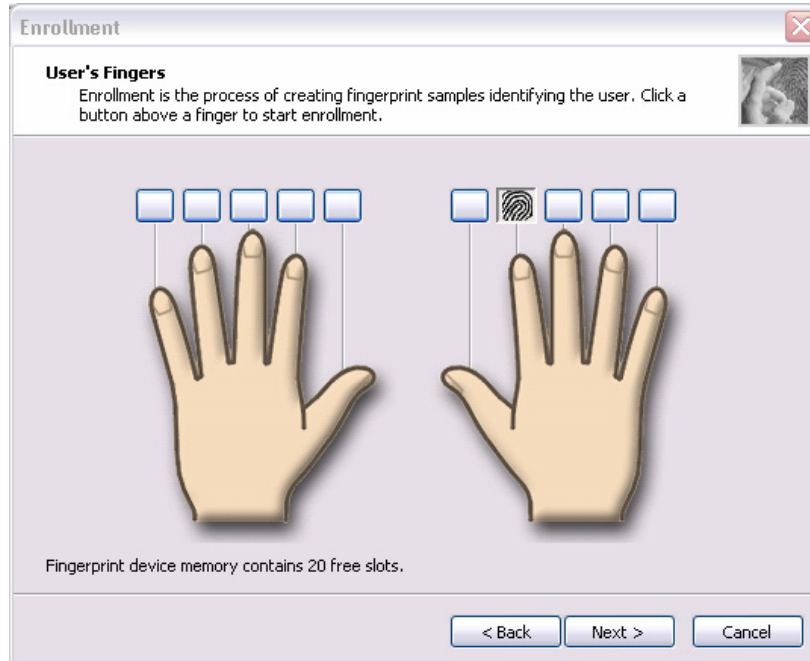 Enrollment
User's Fingers
Enrollment is the process of creating fingerprint samples identifying the user. Click a
button above a finger to start enrollment.
Fingerprint device memory contains 20 free slots.
< Back
Next >
Cancel